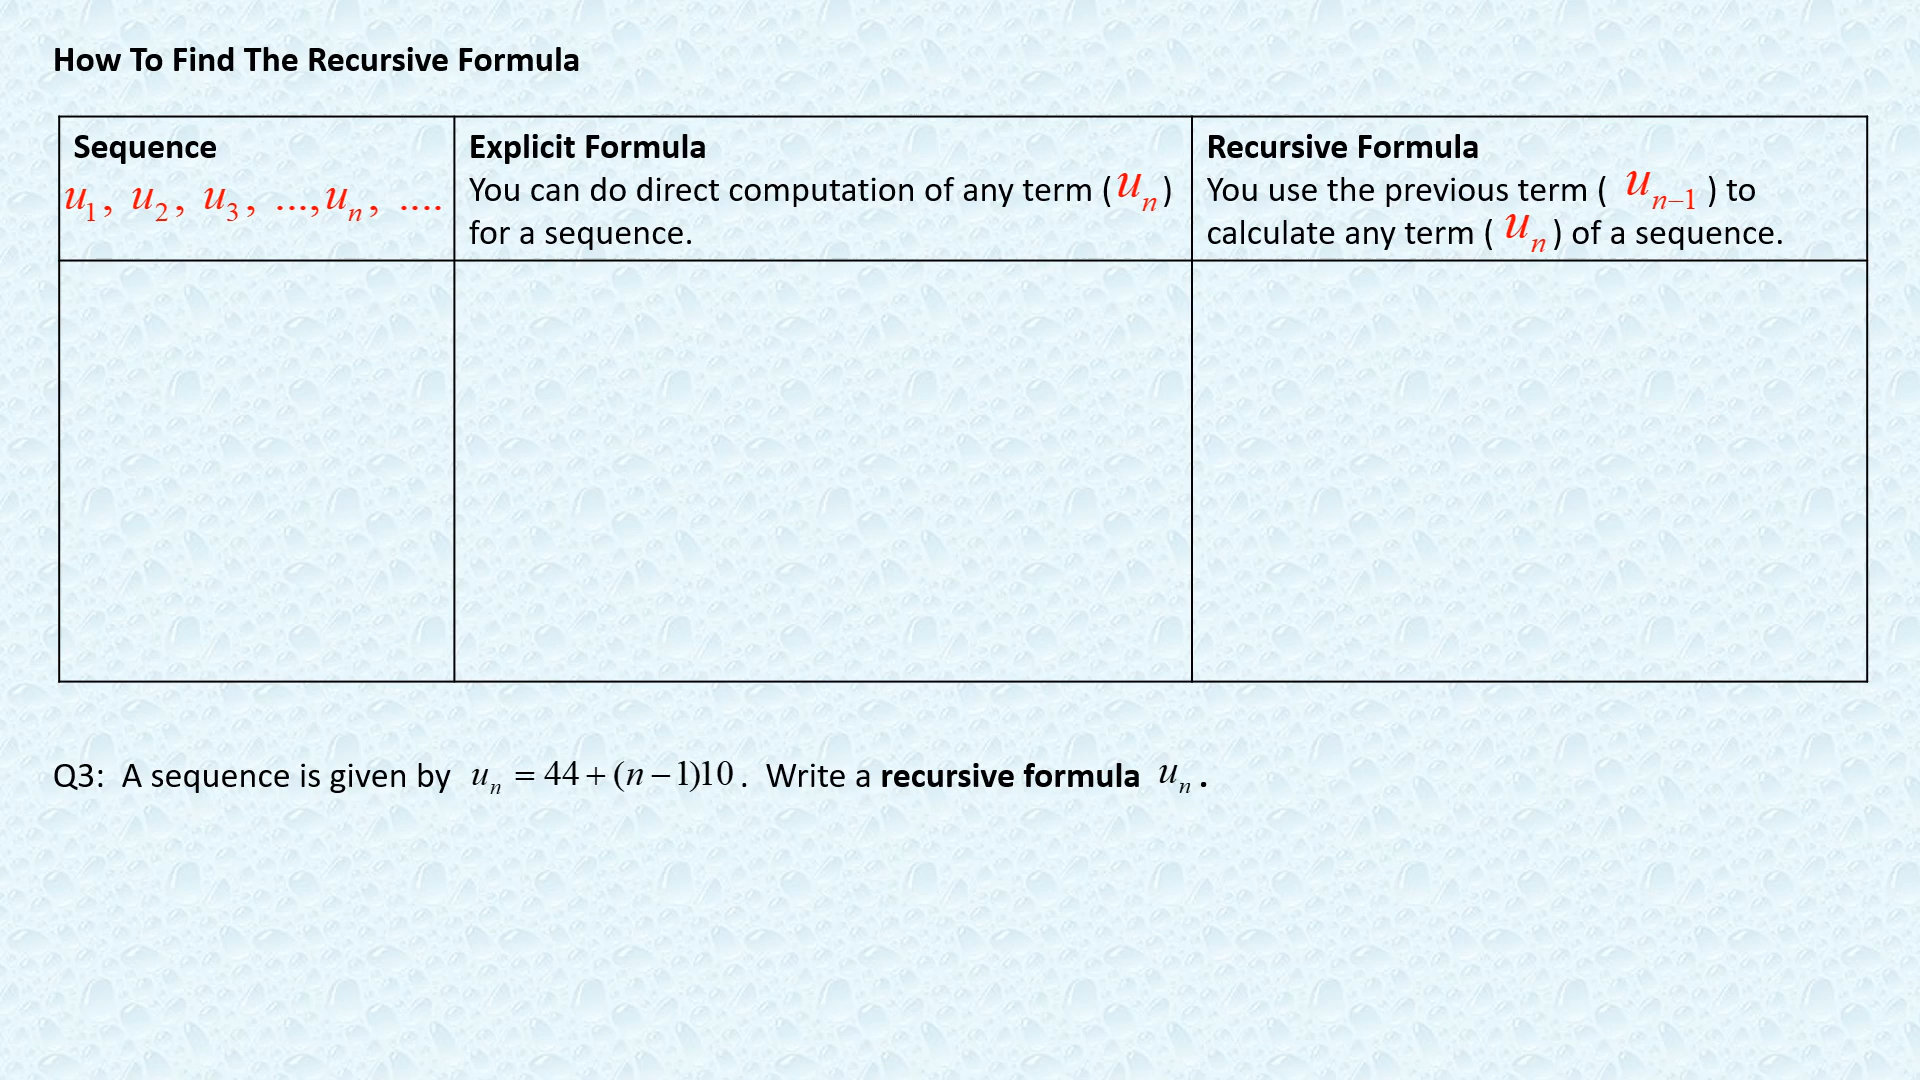 How To Find The Recursive Formula
Sequence
u₁, u₂, u₃, ...,uₙ, ....
Explicit Formula
You can do direct computation of any term (uₙ)
for a sequence.
Recursive Formula
You use the previous term ( uₙ₋₁ ) to
calculate any term ( uₙ ) of a sequence.
Q3: A sequence is given by uₙ = 44 + (n − 1)10 . Write a recursive formula uₙ .